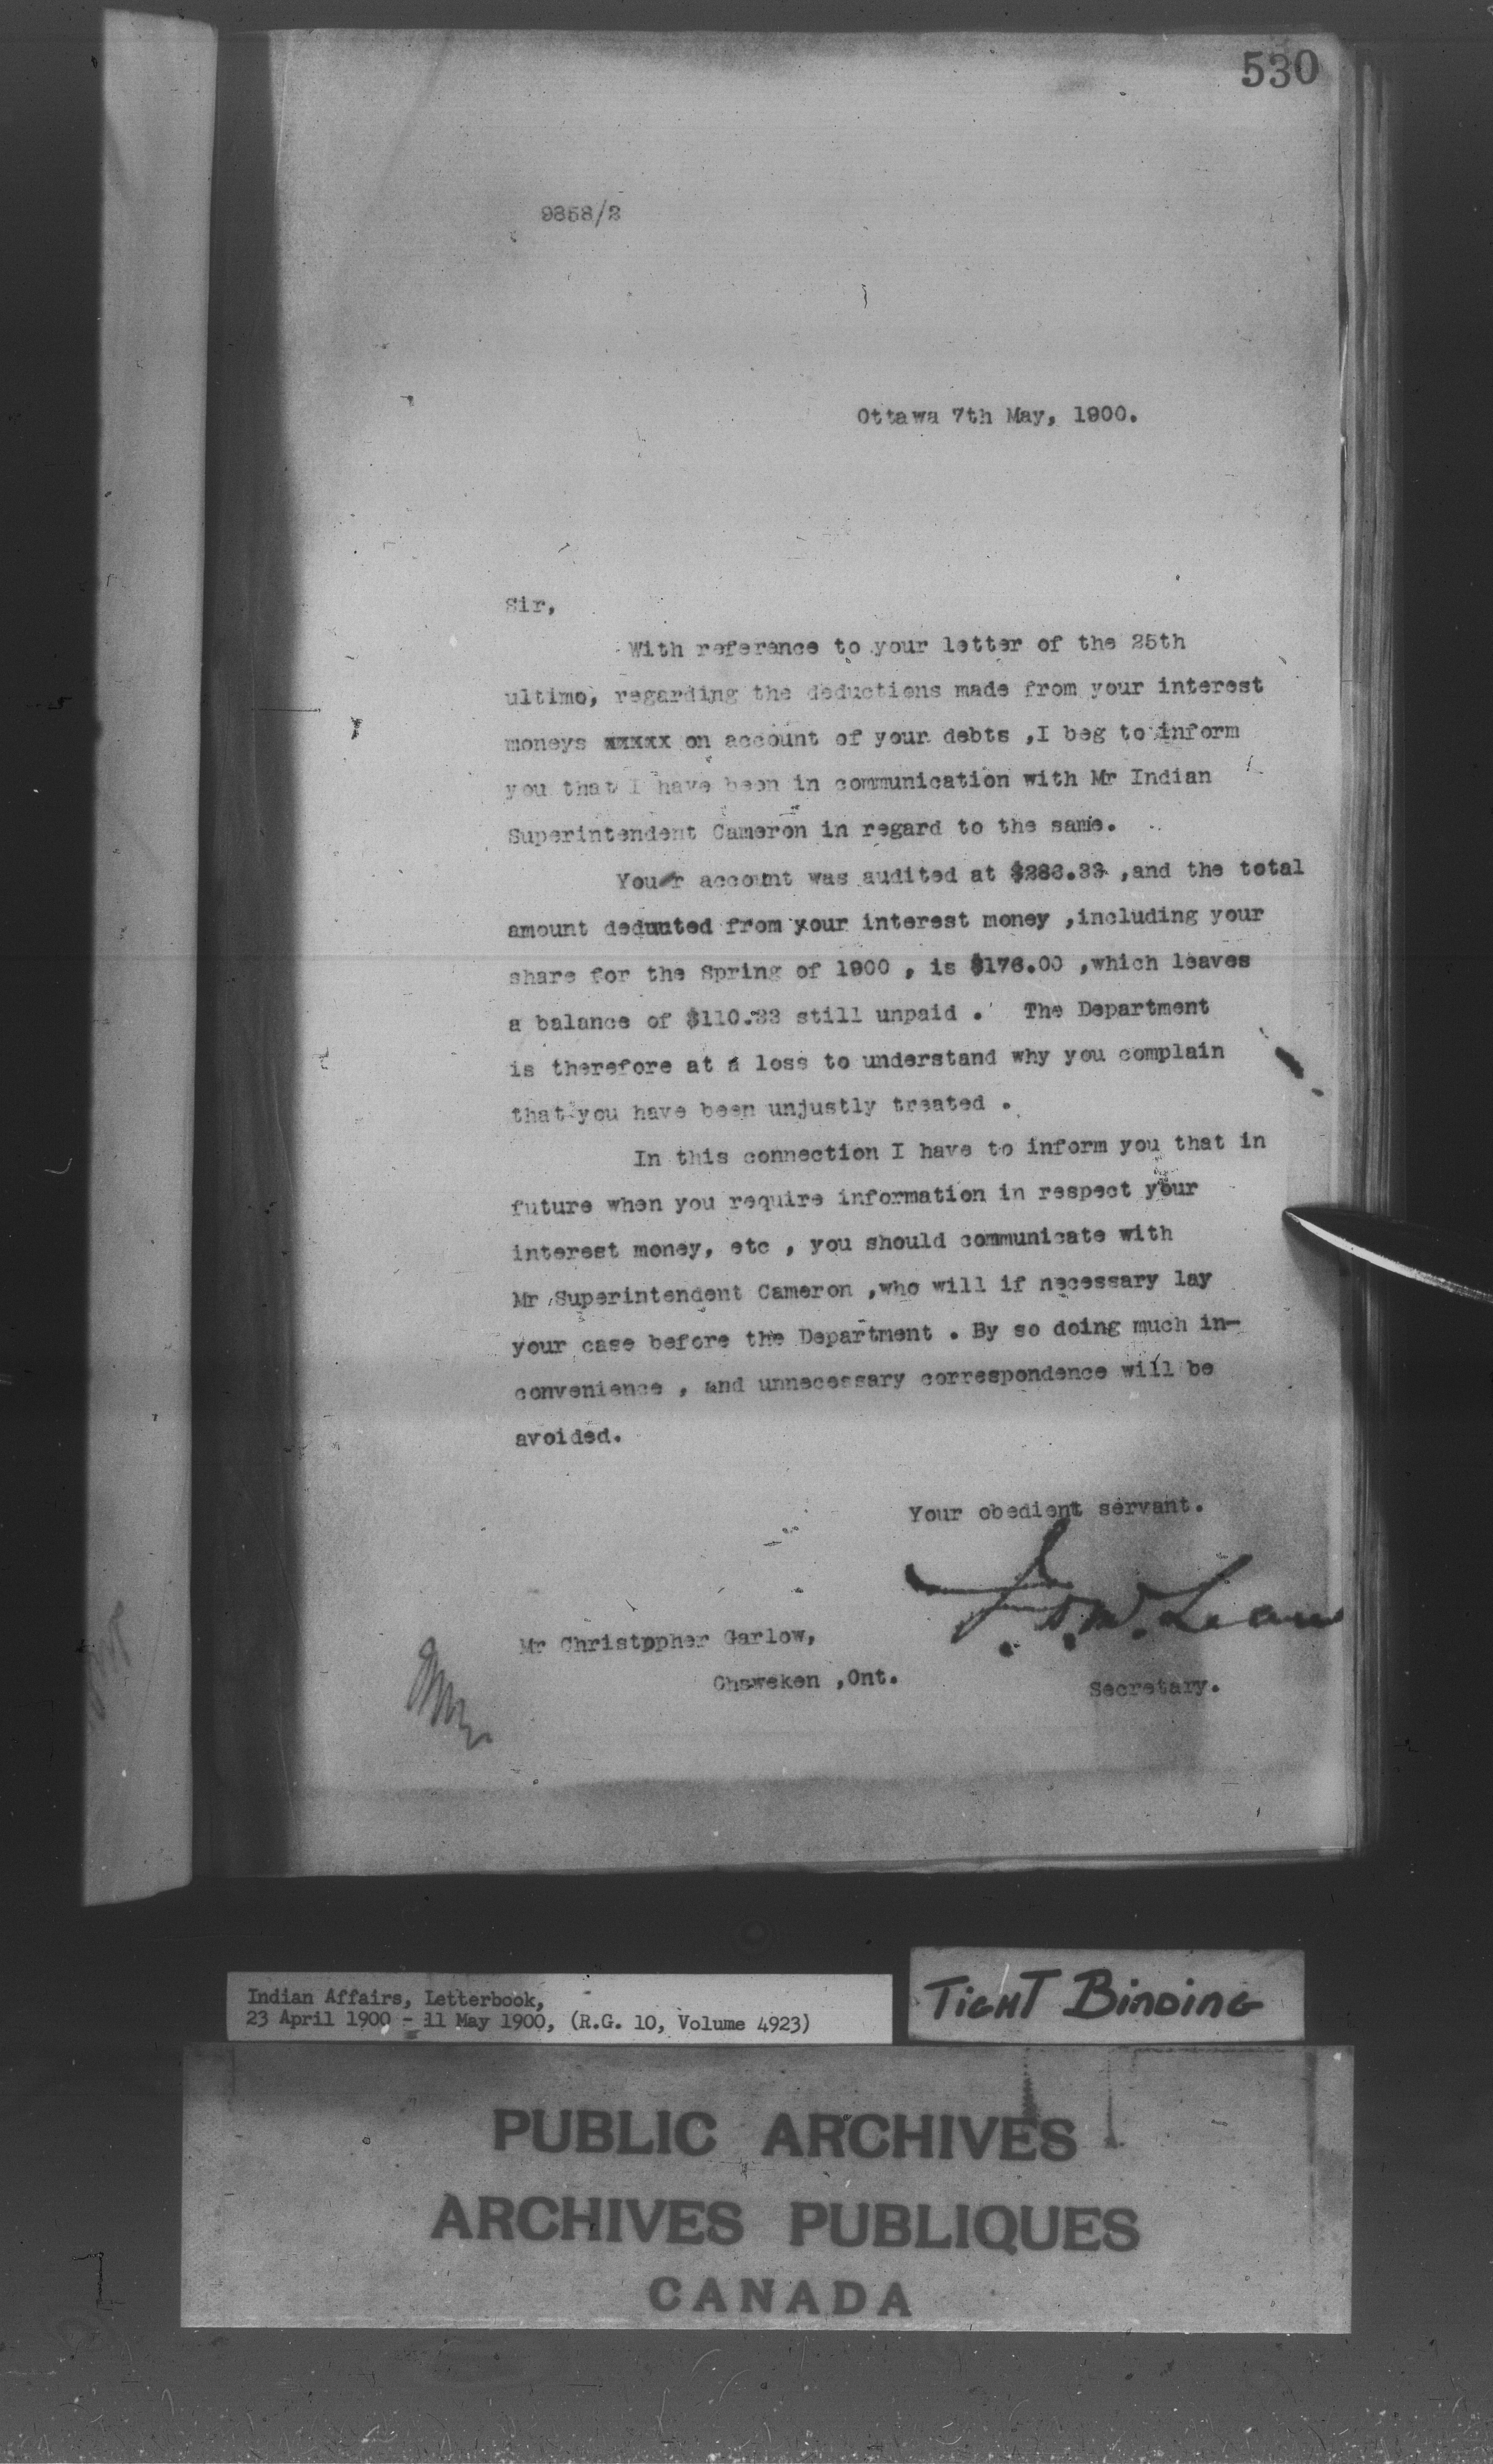 530
9858/2
Ottawa 7th May, 1900.
Sir,
With reference to your letter of the 25th
ultimo, regarding the deductions made from your interest
moneys xxxxx on account of your debts ,I beg to inform
you that I have been in communication with Mr Indian
Superintendent Cameron in regard to the same.
Your account was audited at $286.33 ,and the total
amount deduuted from your interest money ,including your
share for the Spring of 1900 , is $176.00 ,which leaves
a balance of $110.33 still unpaid . The Department
is therefore at a loss to understand why you complain
that you have been unjustly treated .
In this connection I have to inform you that in
future when you require information in respect your
interest money, etc , you should communicate with
Mr Superintendent Cameron ,who will if necessary lay
your case before the Department . By so doing much in-
convenience , and unnecessary correspondence will be
avoided.
Your obedient servant.
McLean
Mr Christppher Garlow,
Ohsweken ,Ont.
Secretary.
Indian Affairs, Letterbook,
23 April 1900 - 11 May 1900, (R.G. 10, Volume 4923)
TIGHT BINDING
PUBLIC ARCHIVES
ARCHIVES PUBLIQUES
CANADA